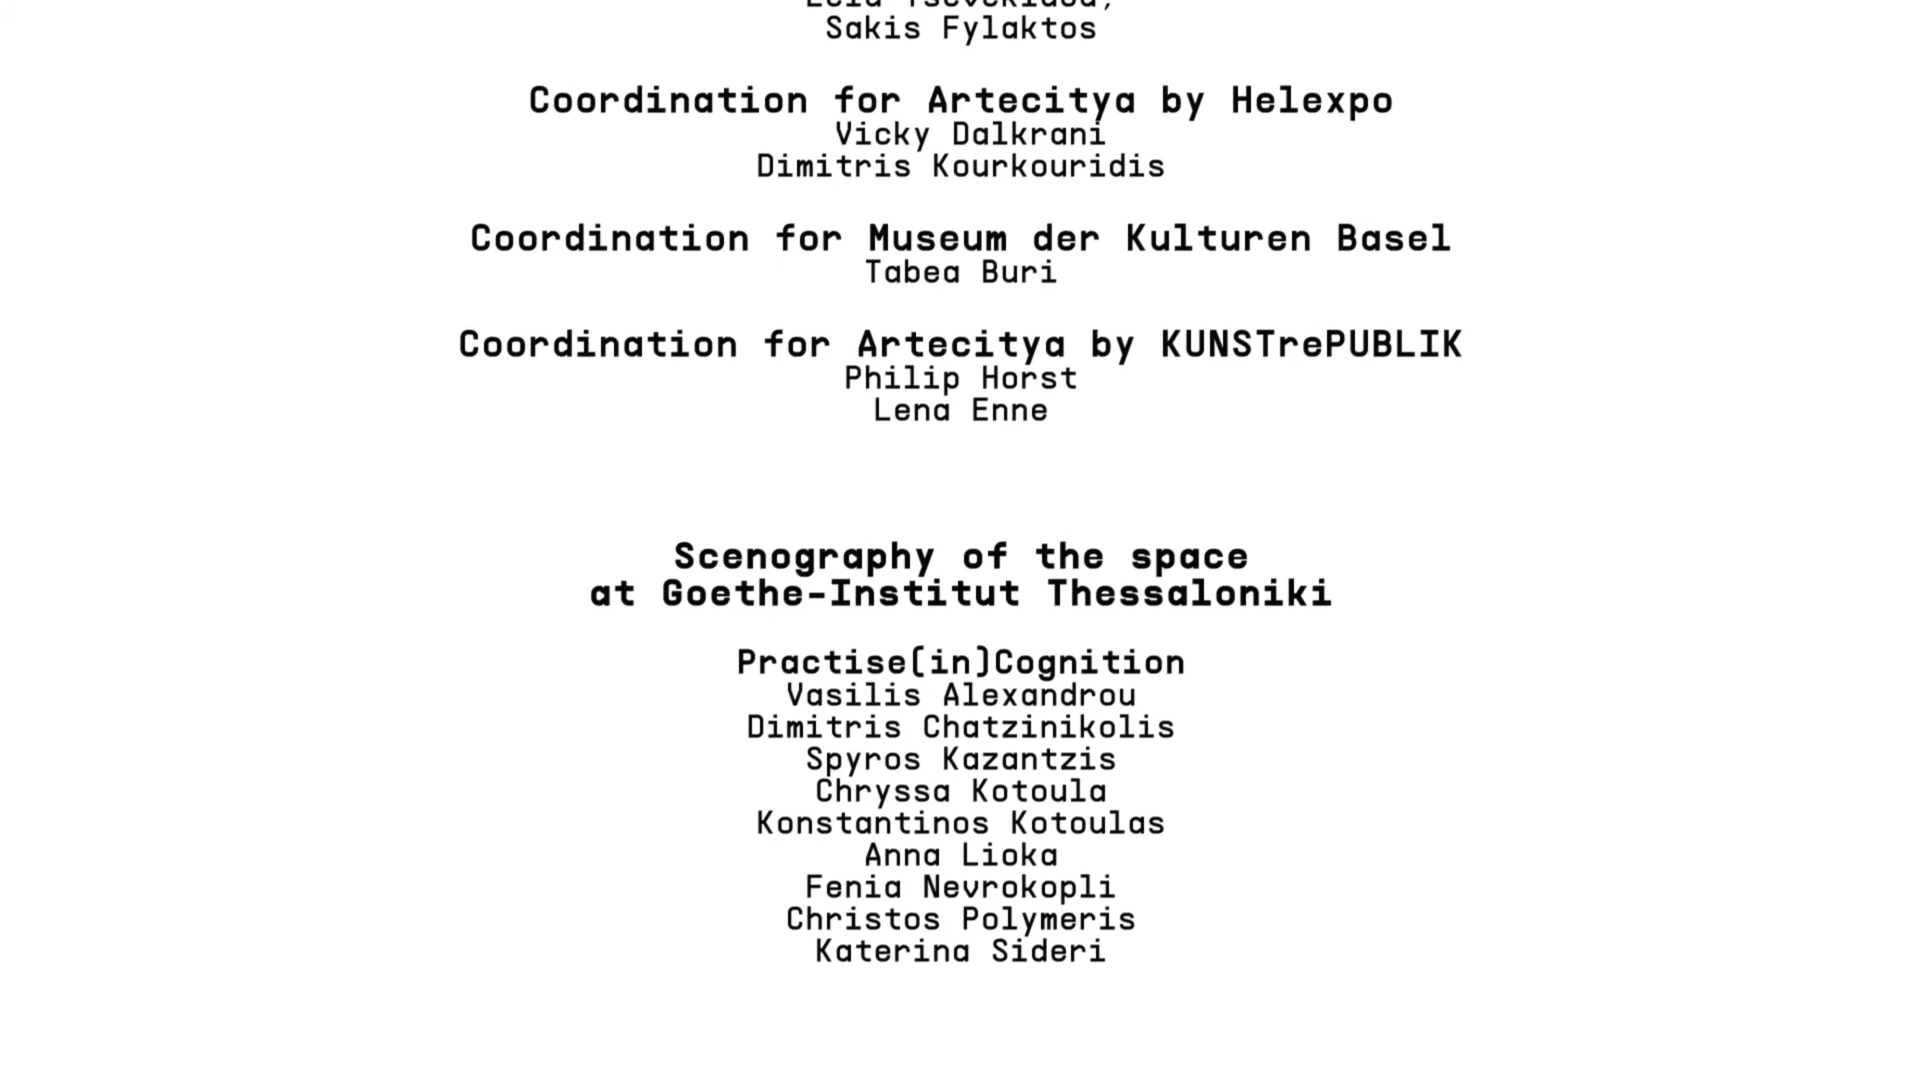 Sakis Fylaktos
Coordination for Artecitya by Helexpo
Vicky Dalkrani
Dimitris Kourkouridis
Coordination for Museum der Kulturen Basel
Tabea Buri
Coordination for Artecitya by KUNSTrePUBLIK
Philip Horst
Lena Enne
Scenography of the space
at Goethe-Institut Thessaloniki
Practise(in)Cognition
Vasilis Alexandrou
Dimitris Chatzinikolis
Spyros Kazantzis
Chryssa Kotoula
Konstantinos Kotoulas
Anna Lioka
Fenia Nevrokopli
Christos Polymeris
Katerina Sideri